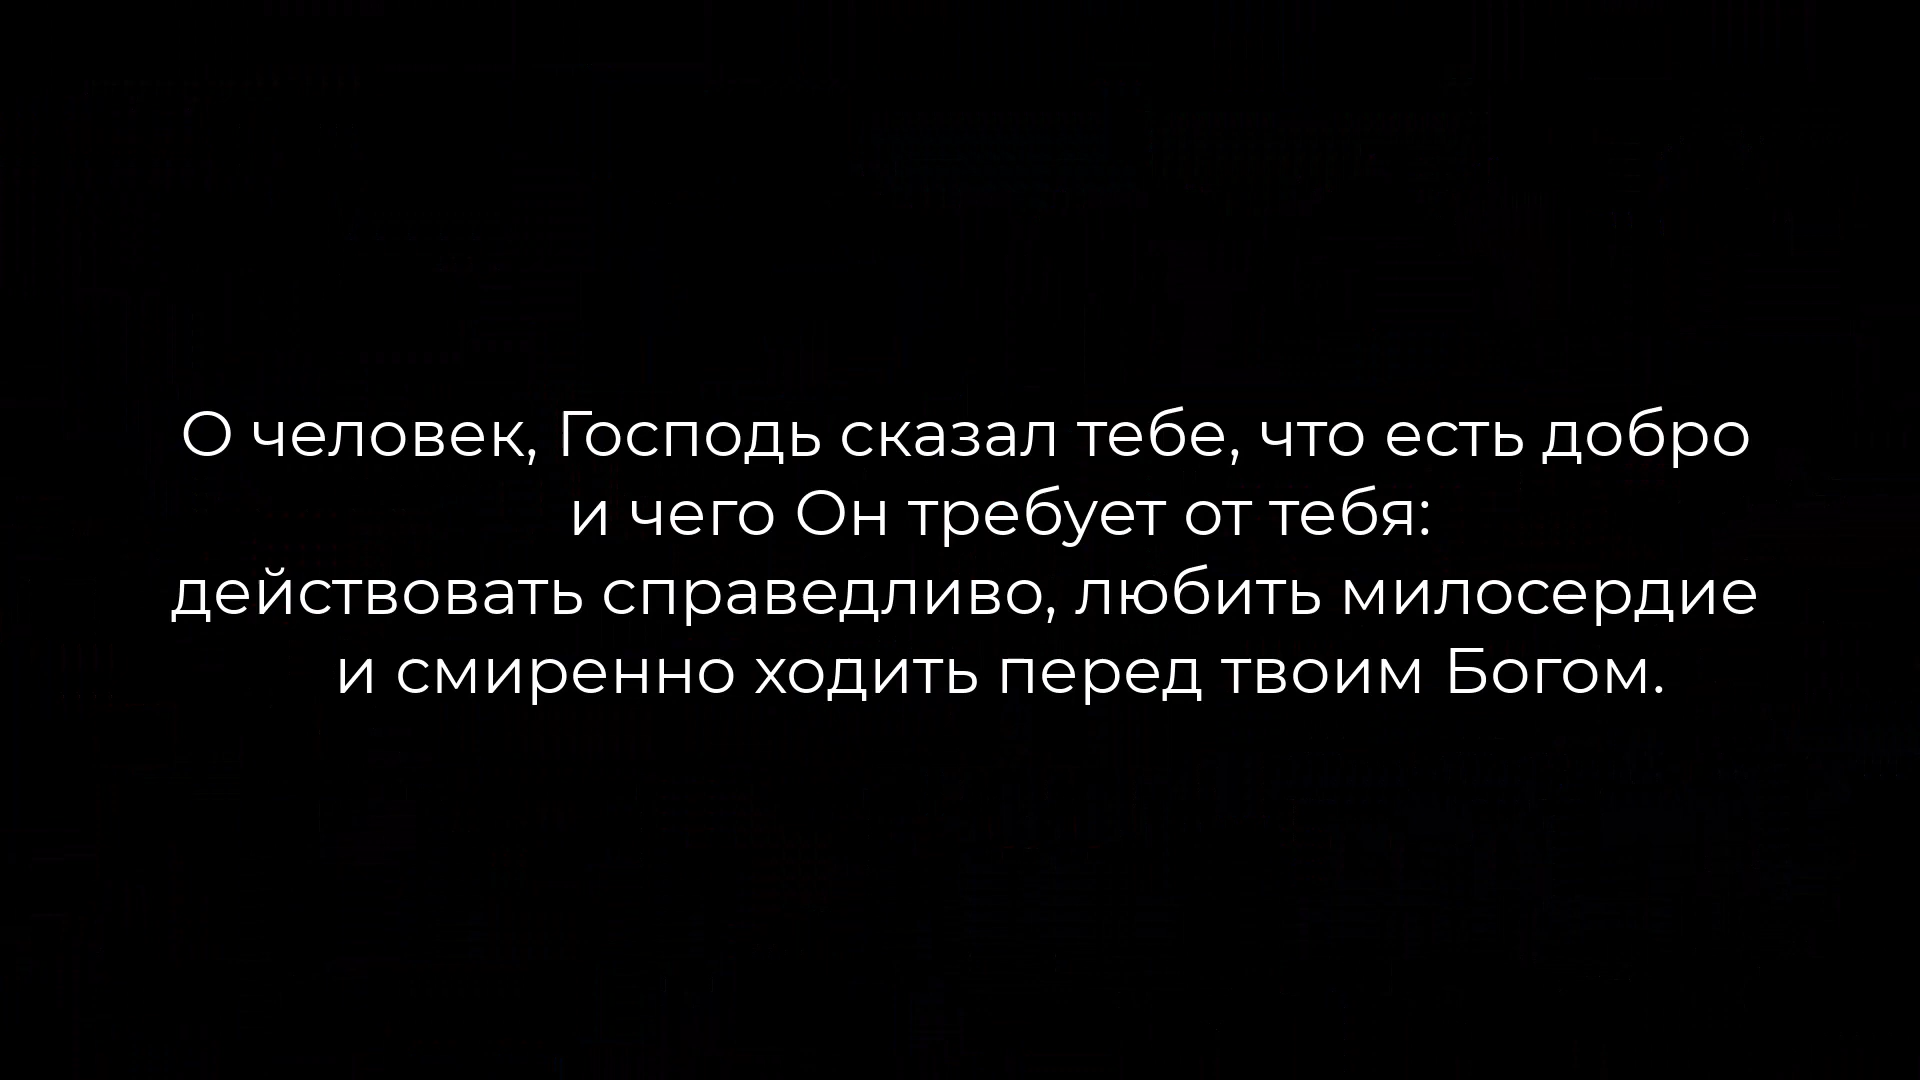 О человек, Господь сказал тебе, что есть добро
и чего Он требует от тебя:
действовать справедливо, любить милосердие
и смиренно ходить перед твоим Богом.